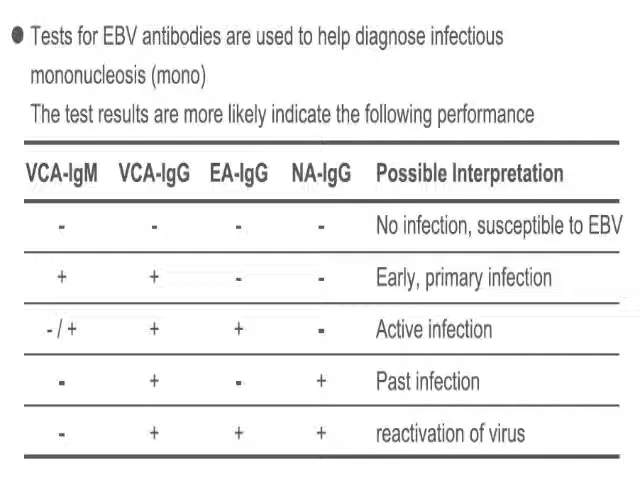 ● Tests for EBV antibodies are used to help diagnose infectious
mononucleosis (mono)
The test results are more likely indicate the following performance
VCA-IgM VCA-IgG EA-IgG NA-IgG Possible Interpretation
- - - - No infection, susceptible to EBV
+ + - - Early, primary infection
- / + + + - Active infection
- + - + Past infection
- + + + reactivation of virus